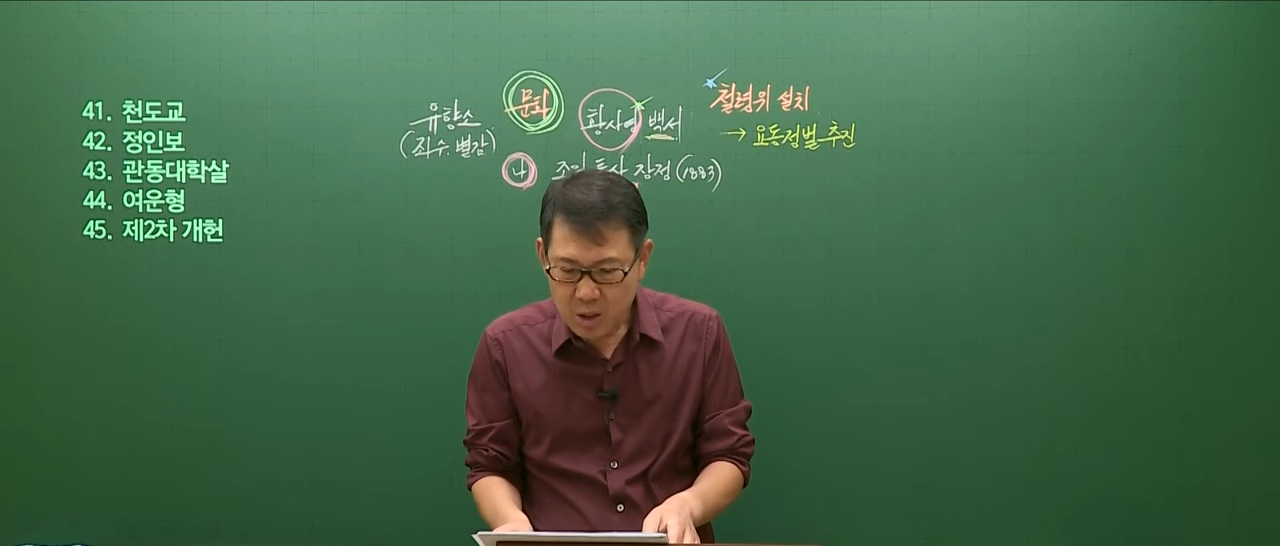 41. 천도교
42. 정인보
43. 관동대학살
44. 여운형
45. 제2차 개헌
유향소
(좌수, 별감)
문화
황사영 백서
나 조일통상 장정 (1883)
철령위 설치
→ 요동정벌 추진